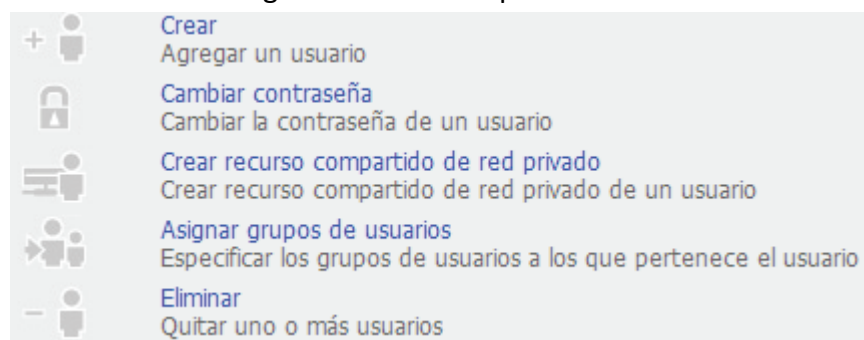 Crear
Agregar un usuario
Cambiar contraseña
Cambiar la contraseña de un usuario
Crear recurso compartido de red privado
Crear recurso compartido de red privado de un usuario
Asignar grupos de usuarios
Especificar los grupos de usuarios a los que pertenece el usuario
Eliminar
Quitar uno o más usuarios